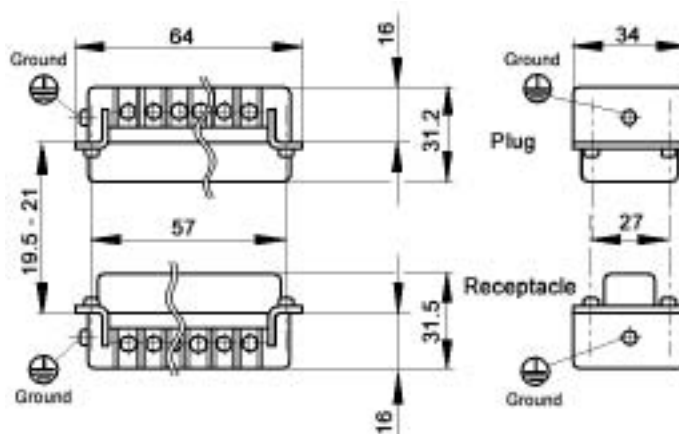 64
16
34
Ground
Ground
31.2
Plug
19.5 - 21
57
27
Receptacle
31.5
Ground
Ground
16